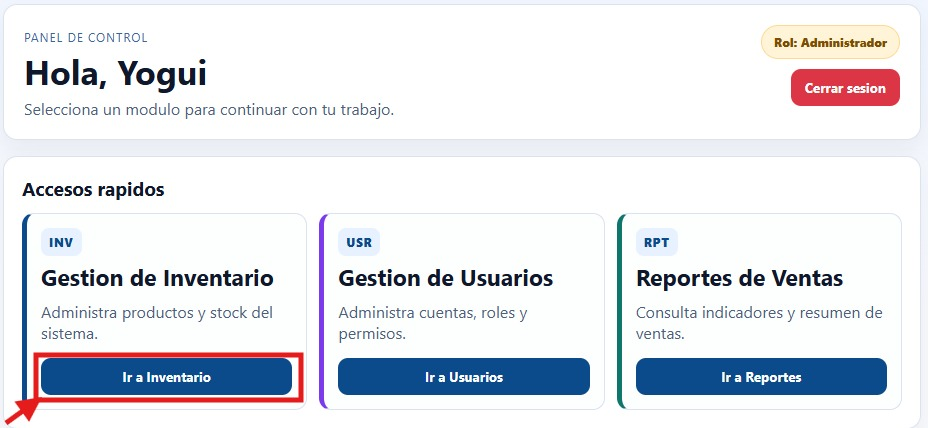 PANEL DE CONTROL
Hola, Yogui
Selecciona un modulo para continuar con tu trabajo.
Rol: Administrador
Cerrar sesion
Accesos rapidos
INV
Gestion de Inventario
Administra productos y stock del
sistema.
Ir a Inventario
USR
Gestion de Usuarios
Administra cuentas, roles y
permisos.
Ir a Usuarios
RPT
Reportes de Ventas
Consulta indicadores y resumen de
ventas.
Ir a Reportes